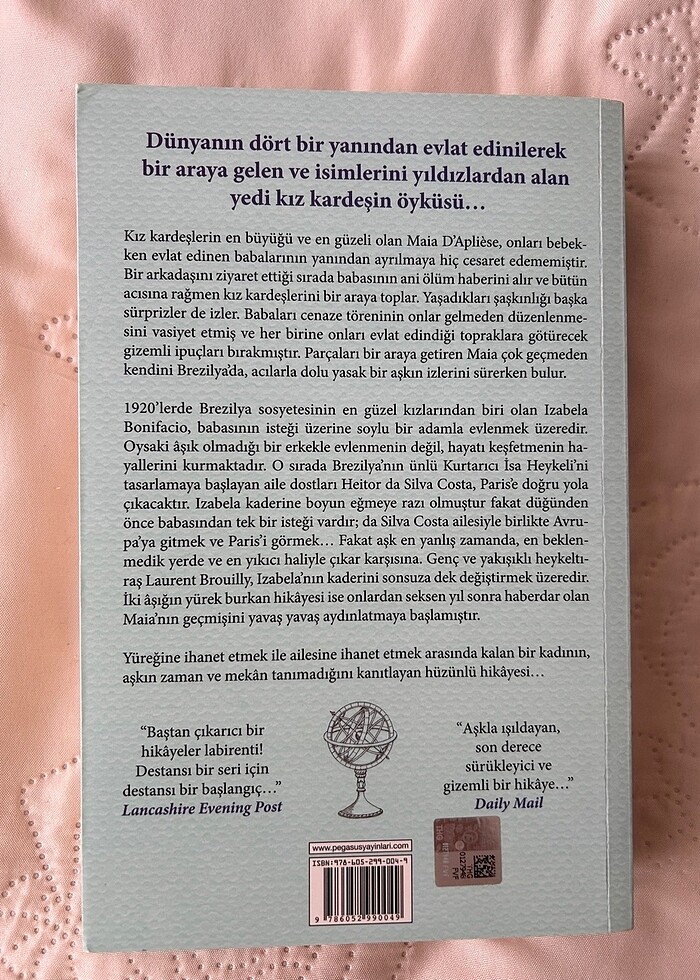 Dünyanın dört bir yanından evlat edinilerek
bir araya gelen ve isimlerini yıldızlardan alan
yedi kız kardeşin öyküsü…
Kız kardeşlerin en büyüğü ve en güzeli olan Maia D’Aplièse, onları bebek-
ken evlat edinen babalarının yanından ayrılmaya hiç cesaret edememiştir.
Bir arkadaşını ziyaret ettiği sırada babasının ani ölüm haberini alır ve bütün
acısına rağmen kız kardeşlerini bir araya toplar. Yaşadıkları şaşkınlığı başka
sürprizler de izler. Babaları cenaze töreninin onlar gelmeden düzenlenme-
sini vasiyet etmiş ve her birine onları evlat edindiği topraklara götürecek
gizemli ipuçları bırakmıştır. Parçaları bir araya getiren Maia çok geçmeden
kendini Brezilya’da, acılarla dolu yasak bir aşkın izlerini sürerken bulur.
1920’lerde Brezilya sosyetesinin en güzel kızlarından biri olan Izabela
Bonifacio, babasının isteği üzerine soylu bir adamla evlenmek üzeredir.
Oysaki âşık olmadığı bir erkekle evlenmenin değil, hayatı keşfetmenin ha-
yallerini kurmaktadır. O sırada Brezilya’nın ünlü Kurtarıcı İsa Heykeli’ni
tasarlamaya başlayan aile dostları Heitor da Silva Costa, Paris’e doğru yola
çıkacaktır. Izabela kaderine boyun eğmeye razı olmuştur fakat düğünden
önce babasından tek bir isteği vardır; da Silva Costa ailesiyle birlikte Avru-
pa’ya gitmek ve Paris’i görmek… Fakat aşk en yanlış zamanda, en beklen-
medik yerde ve en yıkıcı haliyle çıkar karşısına. Genç ve yakışıklı heykeltı-
raş Laurent Brouilly, Izabela’nın kaderini sonsuza dek değiştirmek üzeredir.
İki âşığın yürek burkan hikâyesi ise onlardan seksen yıl sonra haberdar olan
Maia’nın geçmişini yavaş yavaş aydınlatmaya başlamıştır.
Yüreğine ihanet etmek ile ailesine ihanet etmek arasında kalan bir kadının,
aşkın zaman ve mekân tanımadığını kanıtlayan hüzünlü hikâyesi…
“Baştan çıkarıcı bir
hikâyeler labirenti!
Destansı bir seri için
destansı bir başlangıç…”
Lancashire Evening Post
“Aşkla ışıldayan,
son derece
sürükleyici ve
gizemli bir hikâye…”
Daily Mail
www.pegasusyayinlari.com
ISBN:978-605-299-004-9
9 786052 990049